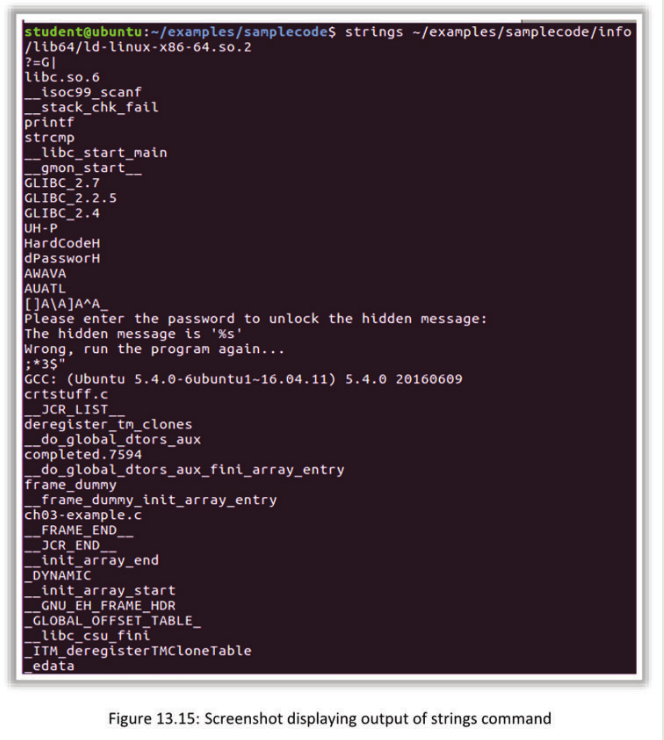 student@ubuntu:~/examples/samplecode$ strings ~/examples/samplecode/info
/lib64/ld-linux-x86-64.so.2
?=G|
libc.so.6
__isoc99_scanf
__stack_chk_fail
printf
strcmp
__libc_start_main
__gmon_start__
GLIBC_2.7
GLIBC_2.2.5
GLIBC_2.4
UH-P
HardCodeH
dPassworH
AWAVA
AUATL
[]A\A]A^A_
Please enter the password to unlock the hidden message:
The hidden message is '%s'
Wrong, run the program again...
;*3$"
GCC: (Ubuntu 5.4.0-6ubuntu1~16.04.11) 5.4.0 20160609
crtstuff.c
__JCR_LIST__
deregister_tm_clones
__do_global_dtors_aux
completed.7594
__do_global_dtors_aux_fini_array_entry
frame_dummy
__frame_dummy_init_array_entry
ch03-example.c
__FRAME_END__
__JCR_END__
__init_array_end
_DYNAMIC
__init_array_start
__GNU_EH_FRAME_HDR
_GLOBAL_OFFSET_TABLE_
__libc_csu_fini
_ITM_deregisterTMCloneTable
_edata
Figure 13.15: Screenshot displaying output of strings command